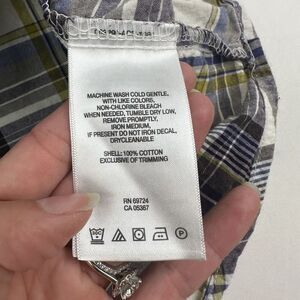 MACHINE WASH COLD GENTLE,
WITH LIKE COLORS,
NON-CHLORINE BLEACH
WHEN NEEDED, TUMBLE DRY LOW,
REMOVE PROMPTLY,
IRON MEDIUM,
IF PRESENT DO NOT IRON DECAL,
DRYCLEANABLE
SHELL: 100% COTTON
EXCLUSIVE OF TRIMMING
RN 69724
CA 05367
P